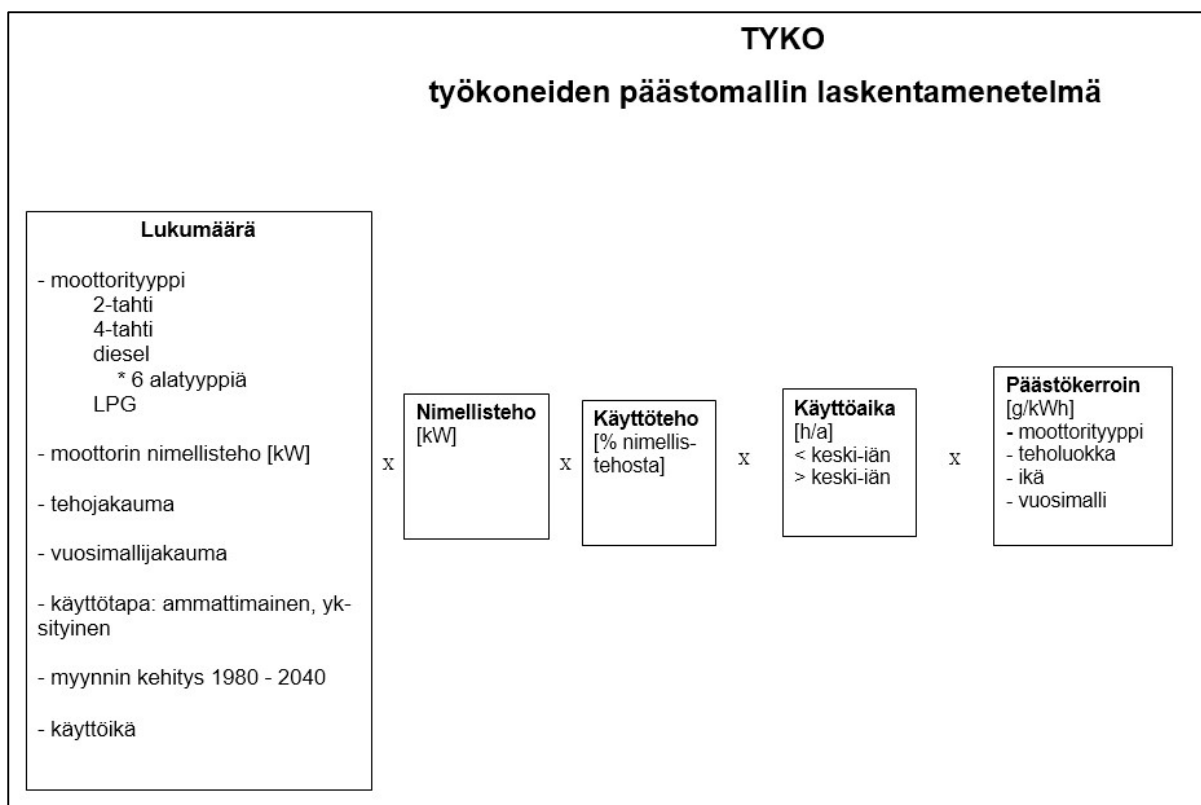 TYKO
työkoneiden päästomallin laskentamenetelmä
Lukumäärä
- moottorityyppi
2-tahti
4-tahti
diesel
* 6 alatyyppiä
LPG
- moottorin nimellisteho [kW]
- tehojakauma
- vuosimallijakauma
- käyttötapa: ammattimainen, yk-
sityinen
- myynnin kehitys 1980 - 2040
- käyttöikä
x
Nimellisteho
[kW]
x
Käyttöteho
[% nimellis-
tehosta]
x
Käyttöaika
[h/a]
< keski-iän
> keski-iän
x
Päästökerroin
[g/kWh]
- moottorityyppi
- teholuokka
- ikä
- vuosimalli